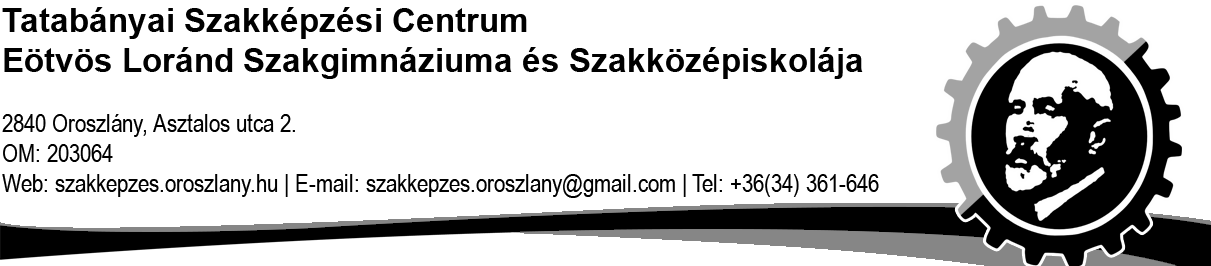 Tatabányai Szakképzési Centrum
Eötvös Loránd Szakgimnáziuma és Szakközépiskolája
2840 Oroszlány, Asztalos utca 2.
OM: 203064
Web: szakkepzes.oroszlany.hu | E-mail: szakkepzes.oroszlany@gmail.com | Tel: +36(34) 361-646